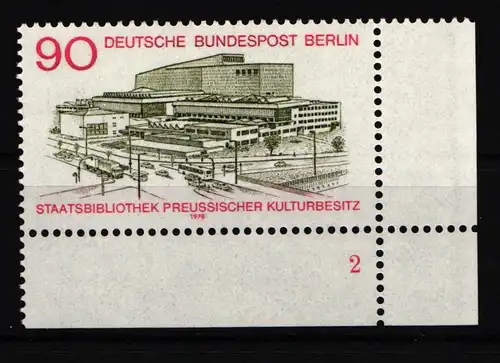 90 DEUTSCHE BUNDESPOST BERLIN
STAATSBIBLIOTHEK PREUSSISCHER KULTURBESITZ
1978
2